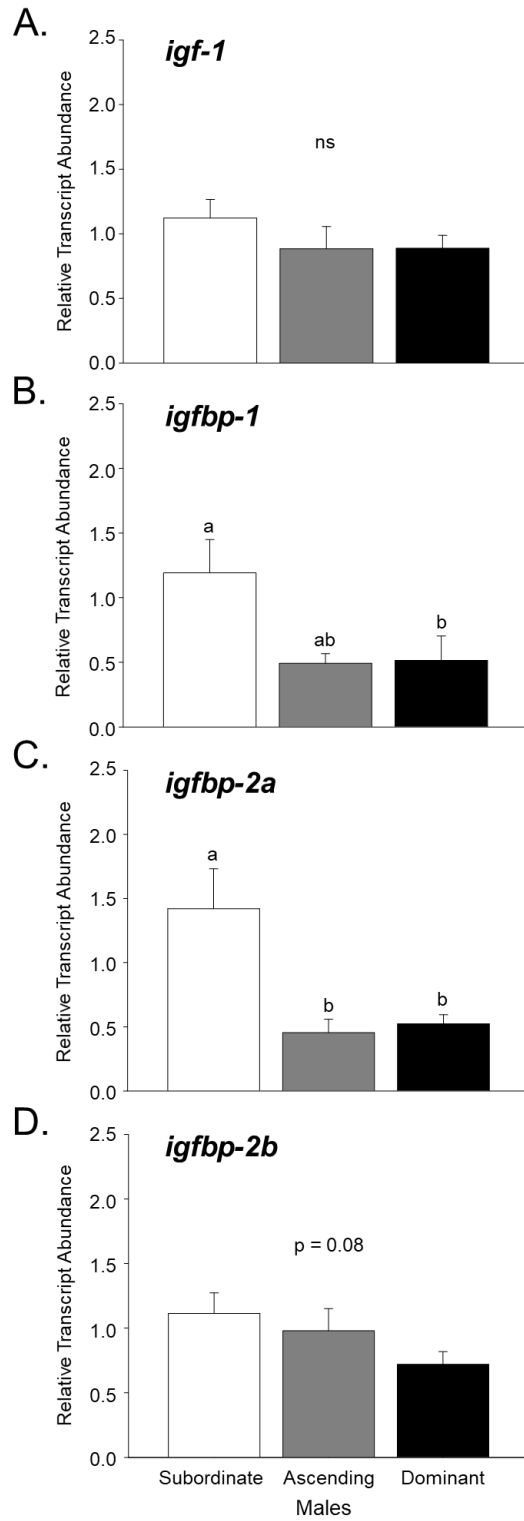 A.
igf-1
Relative Transcript Abundance
2.5
2.0
1.5
1.0
0.5
0.0
ns
B.
igfbp-1
Relative Transcript Abundance
2.5
2.0
1.5
1.0
0.5
0.0
a
ab
b
C.
igfbp-2a
Relative Transcript Abundance
2.5
2.0
1.5
1.0
0.5
0.0
a
b
b
D.
igfbp-2b
Relative Transcript Abundance
2.5
2.0
1.5
1.0
0.5
0.0
p = 0.08
Subordinate Ascending Dominant
Males